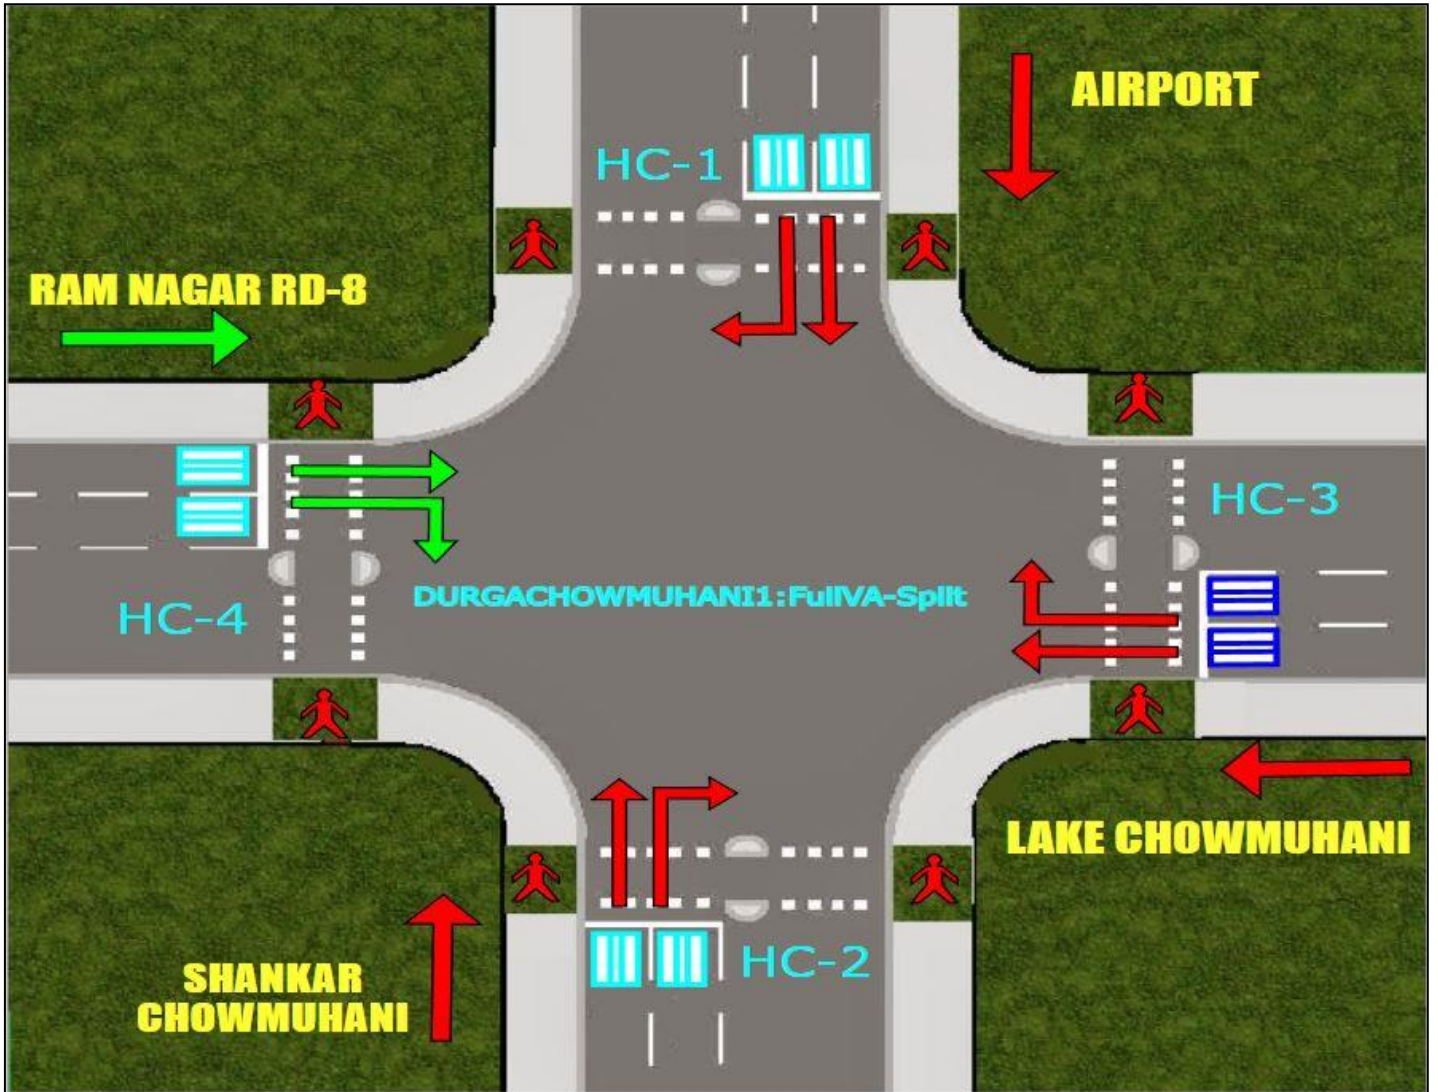 AIRPORT
HC-1
RAM NAGAR RD-8
HC-3
DURGACHOWMUHANI1:FullVA-Split
HC-4
LAKE CHOWMUHANI
HC-2
SHANKAR
CHOWMUHANI